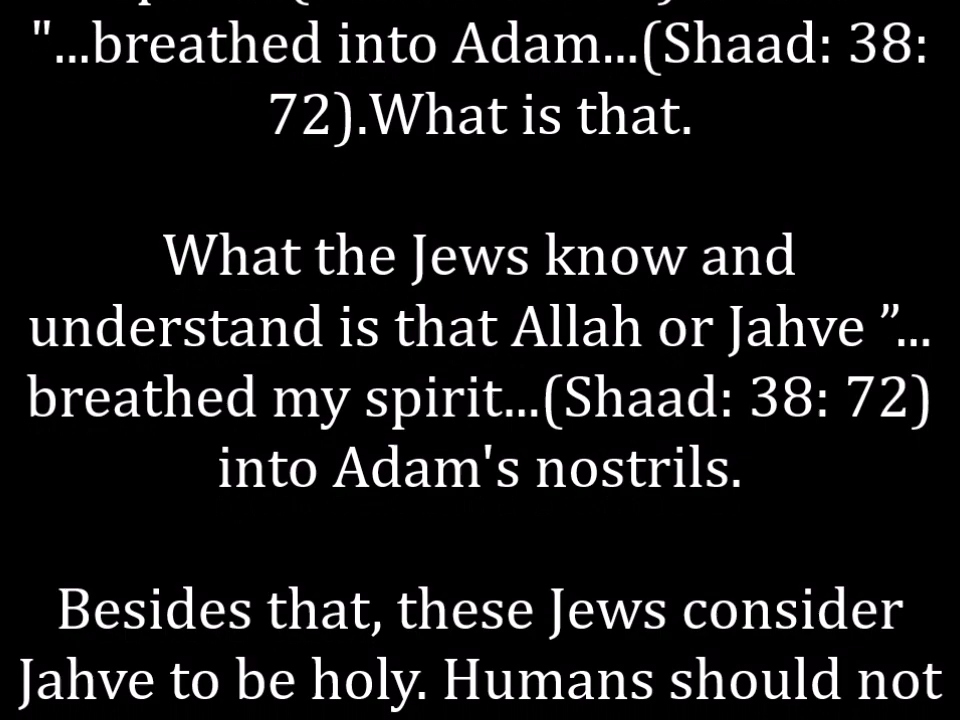 "...breathed into Adam...(Shaad: 38:
72).What is that.
What the Jews know and
understand is that Allah or Jahve ”...
breathed my spirit...(Shaad: 38: 72)
into Adam's nostrils.
Besides that, these Jews consider
Jahve to be holy. Humans should not